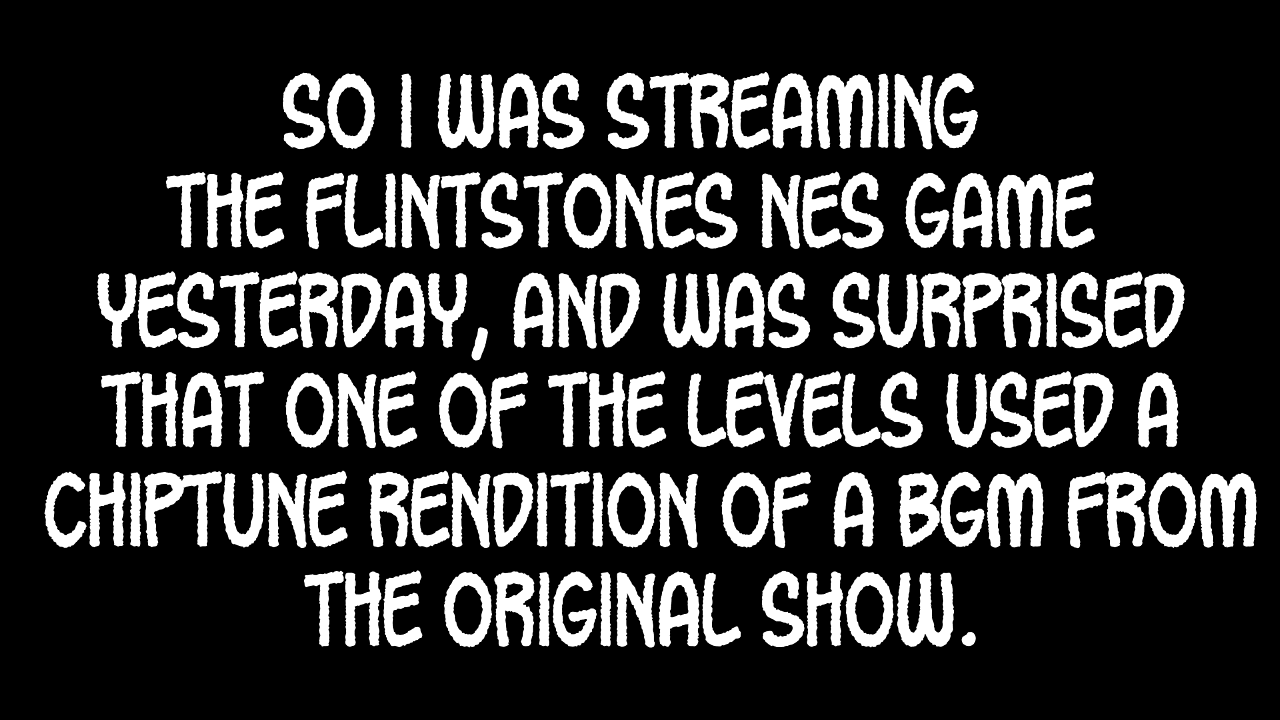 SO I WAS STREAMING
THE FLINTSTONES NES GAME
YESTERDAY, AND WAS SURPRISED
THAT ONE OF THE LEVELS USED A
CHIPTUNE RENDITION OF A BGM FROM
THE ORIGINAL SHOW.